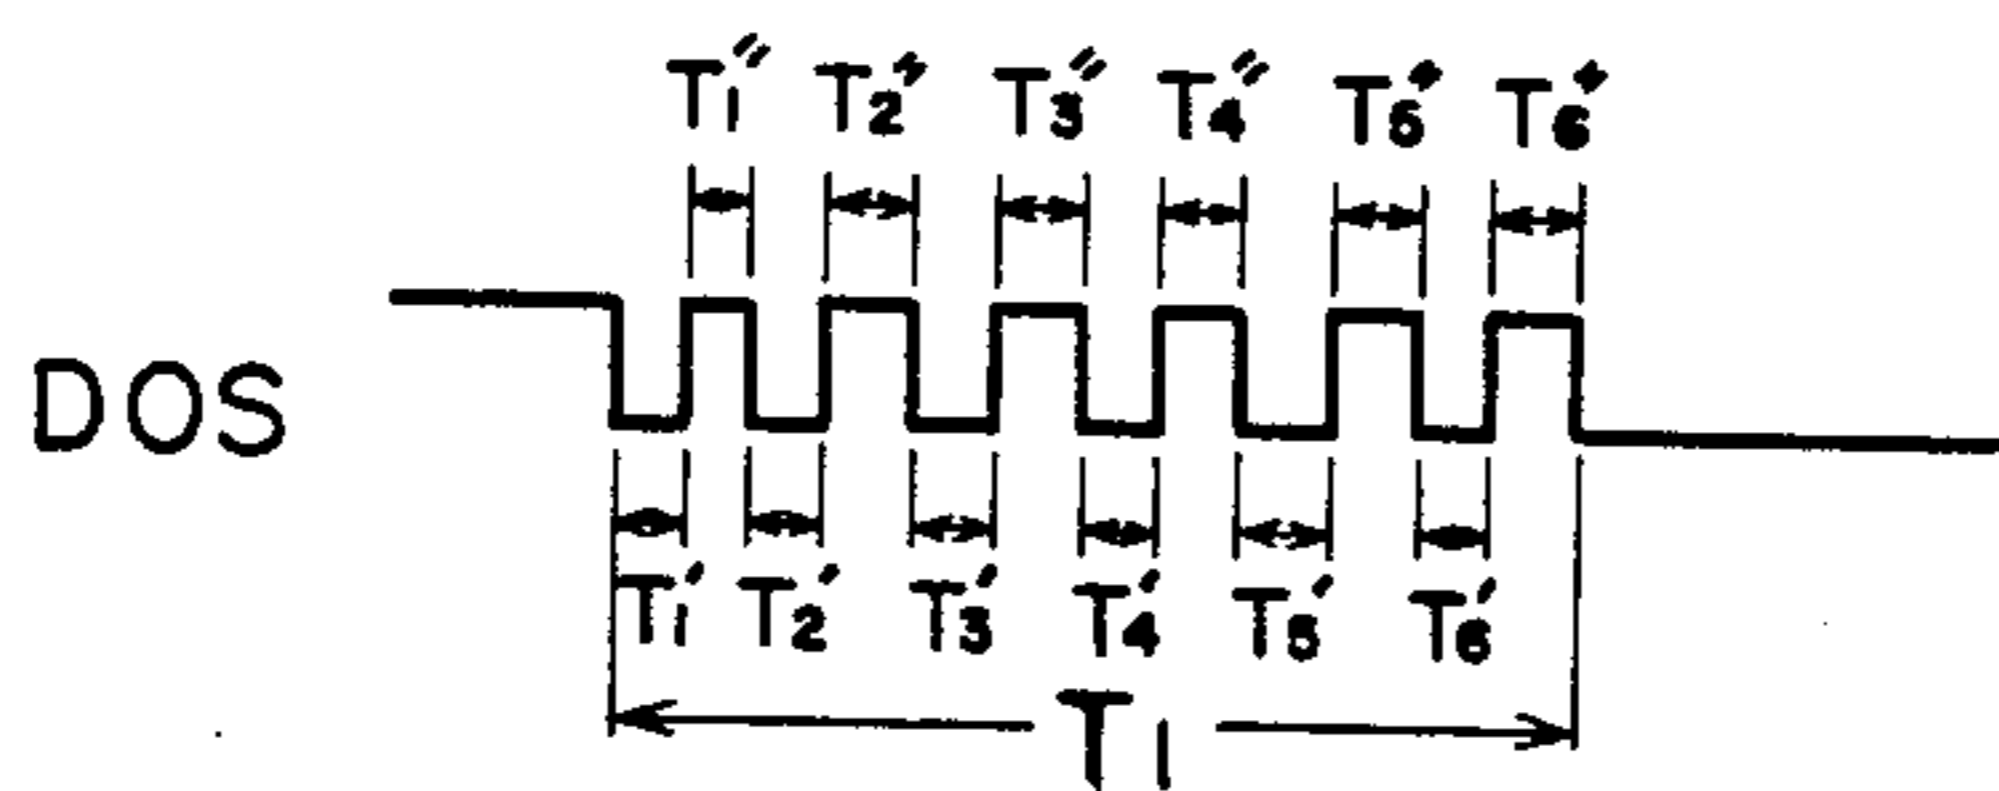 T₁″ T₂″ T₃″ T₄″ T₅″ T₆″
DOS
T₁′ T₂′ T₃′ T₄′ T₅′ T₆′
T₁